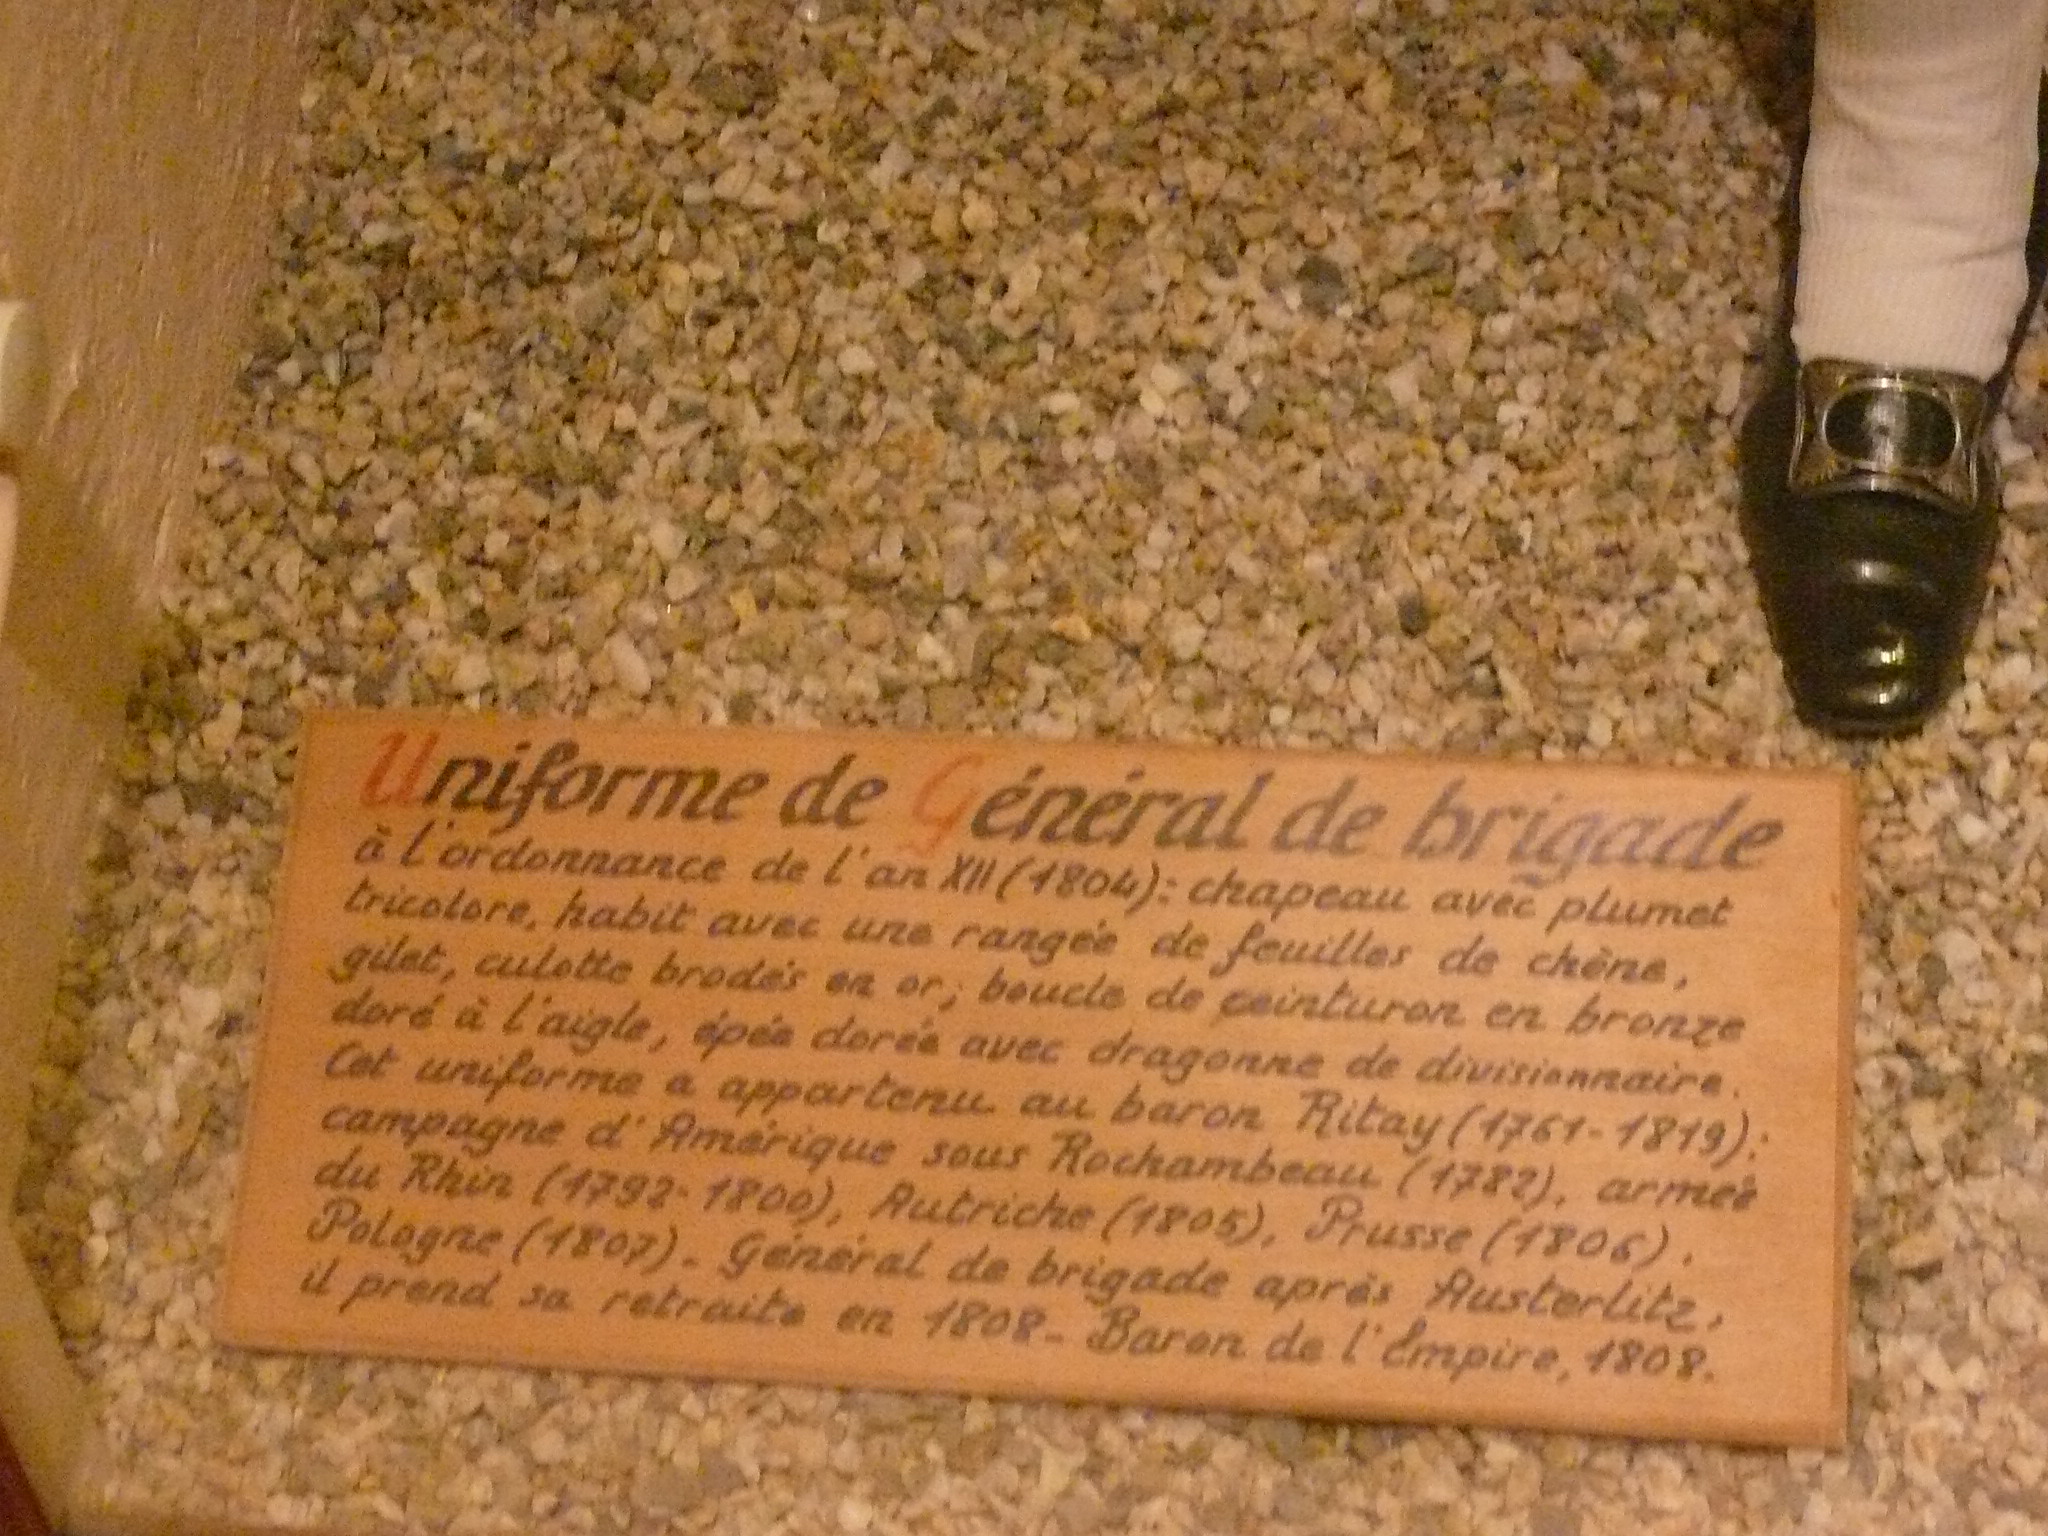 Uniforme de Général de brigade
à l'ordonnance de l'an XII (1804): chapeau avec plumet
tricolore, habit avec une rangée de feuilles de chêne,
gilet, culotte brodés en or; boucle de ceinturon en bronze
doré à l'aigle, épée dorée avec dragonne de divisionnaire.
Cet uniforme a appartenu au baron Ritay (1761-1819):
campagne d'Amérique sous Rochambeau (1782), armée
du Rhin (1792-1800), Autriche (1805), Prusse (1806),
Pologne (1807)- Général de brigade après Austerlitz,
il prend sa retraite en 1808- Baron de l'Empire, 1808.